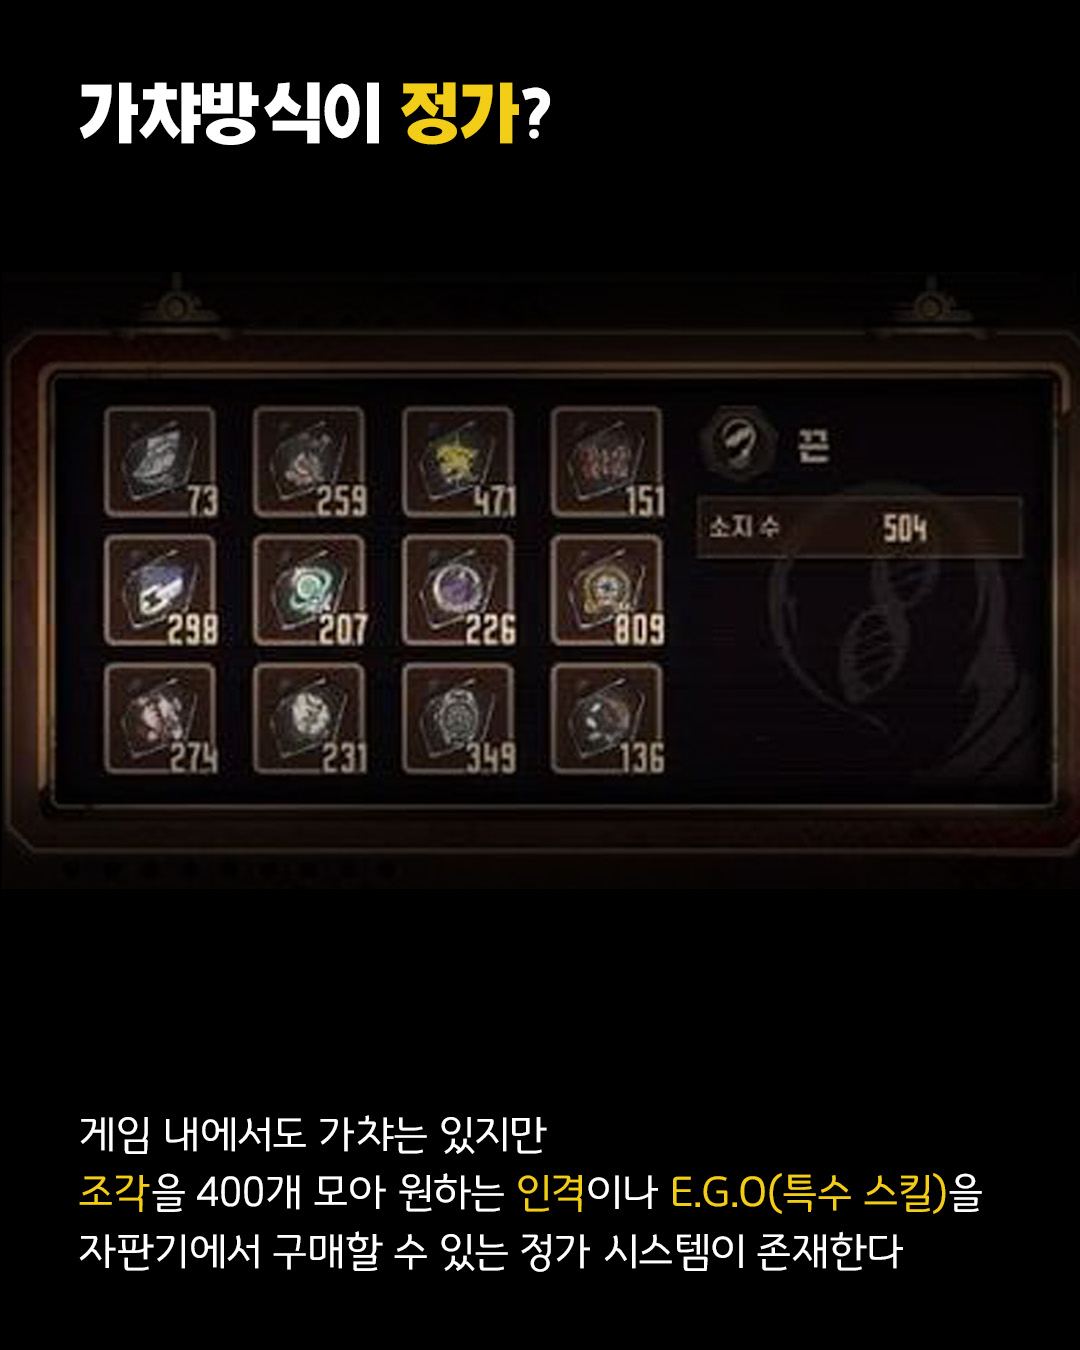 가챠방식이 정가?
73 259 471 151
끈
소지 수 504
298 207 226 809
274 231 349 136
게임 내에서도 가챠는 있지만
조각을 400개 모아 원하는 인격이나 E.G.O(특수 스킬)을
자판기에서 구매할 수 있는 정가 시스템이 존재한다